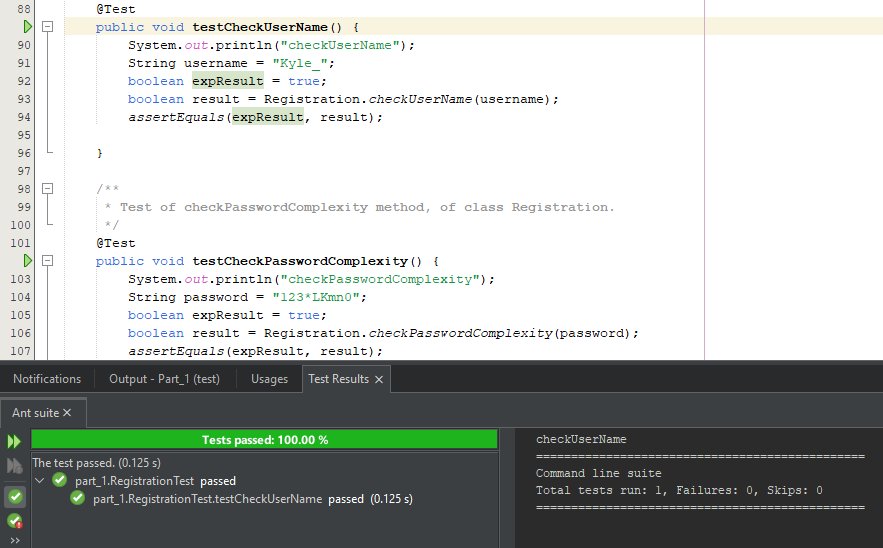 88 @Test
public void testCheckUserName() {
90 System.out.println("checkUserName");
91 String username = "Kyle_";
92 boolean expResult = true;
93 boolean result = Registration.checkUserName(username);
94 assertEquals(expResult, result);
95
96 }
97
98 /**
99 * Test of checkPasswordComplexity method, of class Registration.
100 */
101 @Test
public void testCheckPasswordComplexity() {
103 System.out.println("checkPasswordComplexity");
104 String password = "123*LKmn0";
105 boolean expResult = true;
106 boolean result = Registration.checkPasswordComplexity(password);
107 assertEquals(expResult, result);
Notifications Output - Part_1 (test) Usages Test Results ×
Ant suite ×
Tests passed: 100.00 %
The test passed. (0.125 s)
part_1.RegistrationTest passed
part_1.RegistrationTest.testCheckUserName passed (0.125 s)
checkUserName
===============================================
Command line suite
Total tests run: 1, Failures: 0, Skips: 0
===============================================